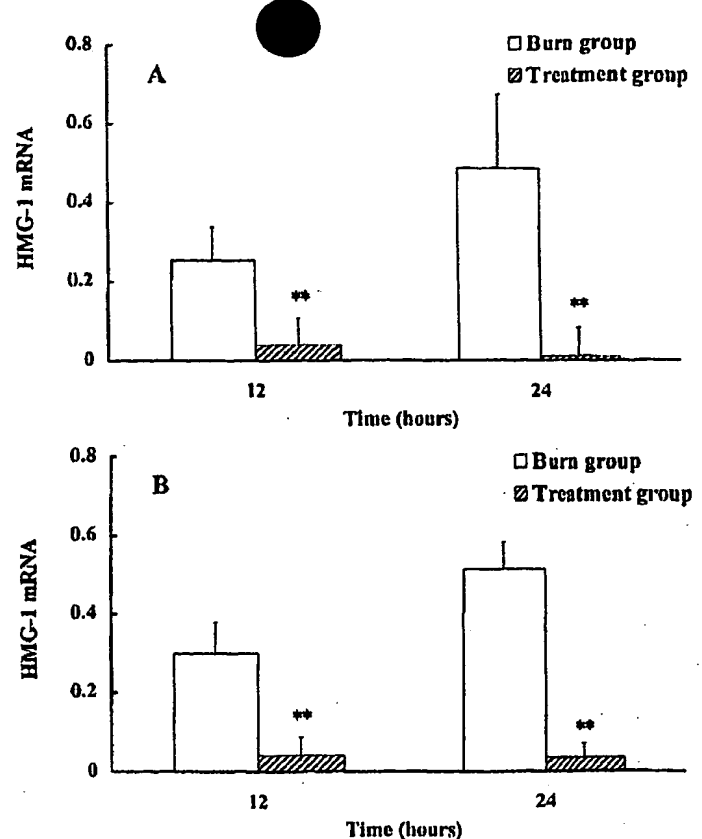 0.8
A
Burn group
Treatment group
0.6
0.4
0.2
0
HMG-1 mRNA
**
**
12
24
Time (hours)
0.8
B
Burn group
Treatment group
0.6
0.4
0.2
0
HMG-1 mRNA
**
**
12
24
Time (hours)